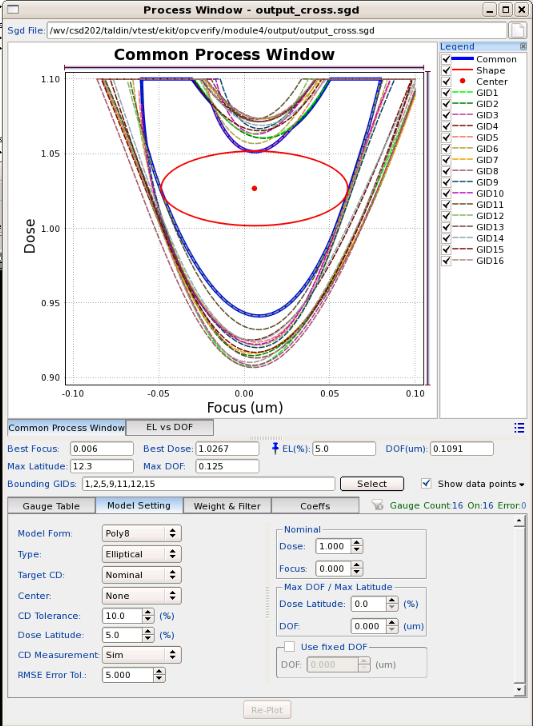 Process Window - output_cross.sgd
Sgd File: /wv/csd202/taldin/vtest/ekit/opcverify/module4/output/output_cross.sgd
Common Process Window
Dose
1.10
1.05
1.00
0.95
0.90
-0.10 -0.05 0.00 0.05 0.10
Focus (um)
Legend
Common
Shape
Center
GID1
GID2
GID3
GID4
GID5
GID6
GID7
GID8
GID9
GID10
GID11
GID12
GID13
GID14
GID15
GID16
Common Process Window EL vs DOF
Best Focus: 0.006 Best Dose: 1.0267 EL(%): 5.0 DOF(um): 0.1091
Max Latitude: 12.3 Max DOF: 0.125
Bounding GIDs: 1,2,5,9,11,12,15 Select Show data points
Gauge Table Model Setting Weight & Filter Coeffs Gauge Count:16 On:16 Error:0
Model Form: Poly8
Type: Elliptical
Target CD: Nominal
Center: None
CD Tolerance: 10.0 (%)
Dose Latitude: 5.0 (%)
CD Measurement: Sim
RMSE Error Tol.: 5.000
Nominal
Dose: 1.000
Focus: 0.000
Max DOF / Max Latitude
Dose Latitude: 0.0 (%)
DOF: 0.000 (um)
Use fixed DOF
DOF: 0.000 (um)
Re-Plot